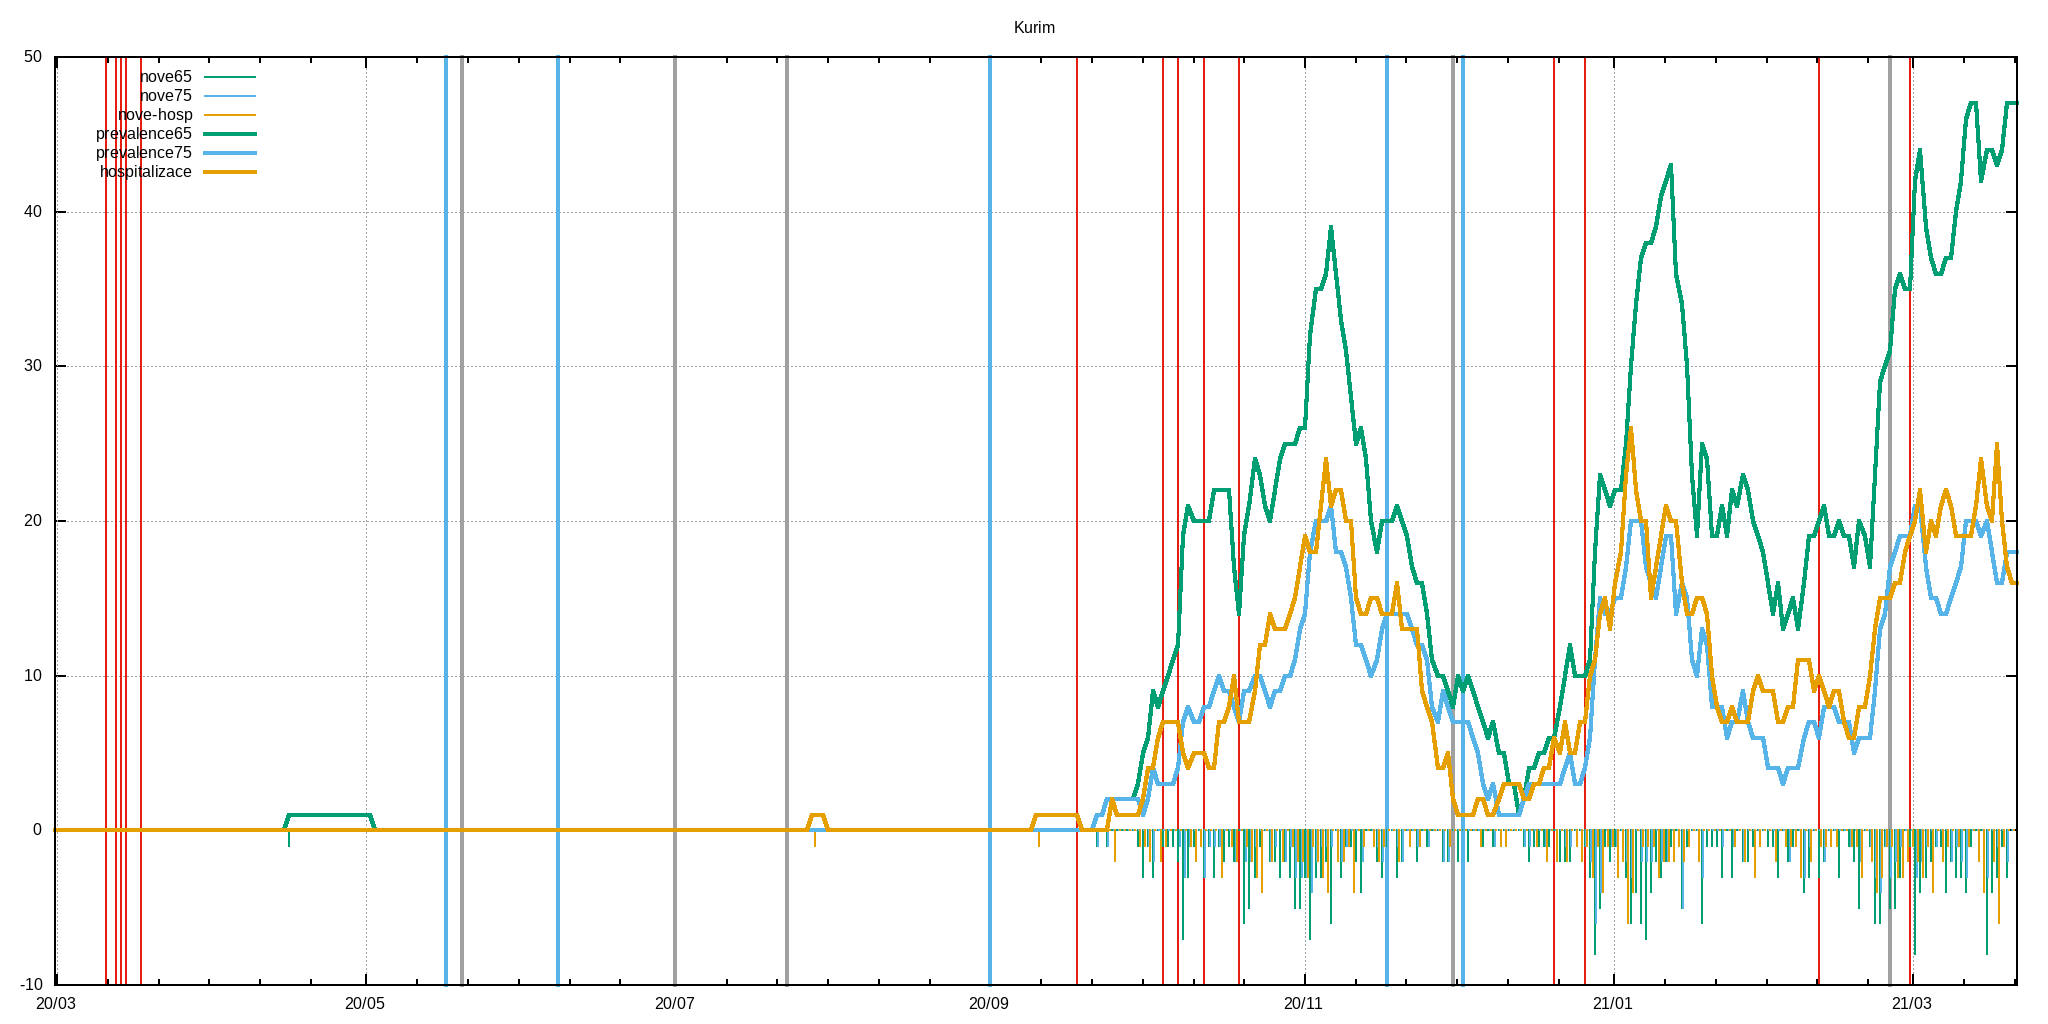 Kurim
50
nove65
nove75
nove-hosp
prevalence65
prevalence75
hospitalizace
40
30
20
10
0
-10
20/03 20/05 20/07 20/09 20/11 21/01 21/03